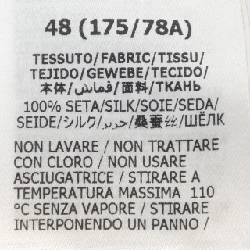 48 (175/78A)
TESSUTO/FABRIC/TISSU/
TEJIDO/GEWEBE/TECIDO/
本体/قماش/面料/ТКАНЬ
100% SETA/SILK/SOIE/SEDA/
SEIDE/シルク/حرير/桑蚕丝/ШЁЛК
NON LAVARE / NON TRATTARE
CON CLORO / NON USARE
ASCIUGATRICE / STIRARE A
TEMPERATURA MASSIMA 110
°C SENZA VAPORE / STIRARE
INTERPONENDO UN PANNO /